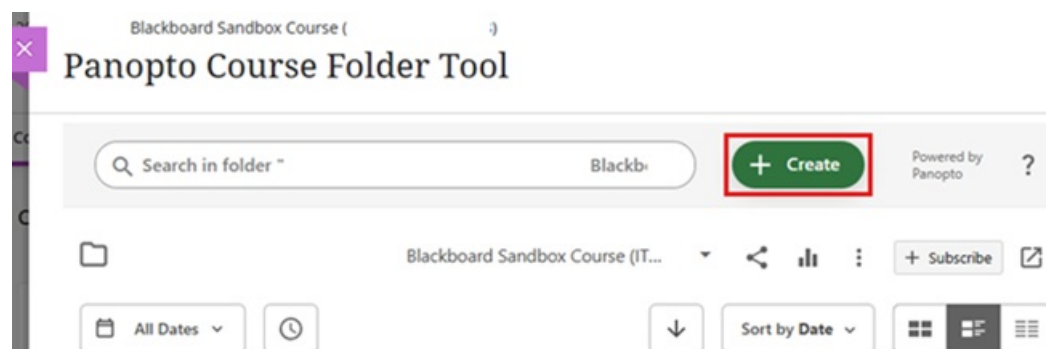 Blackboard Sandbox Course (
Panopto Course Folder Tool
Search in folder "
+ Create
Powered by
Panopto
?
Blackboard Sandbox Course (IT...
+ Subscribe
All Dates
Sort by Date